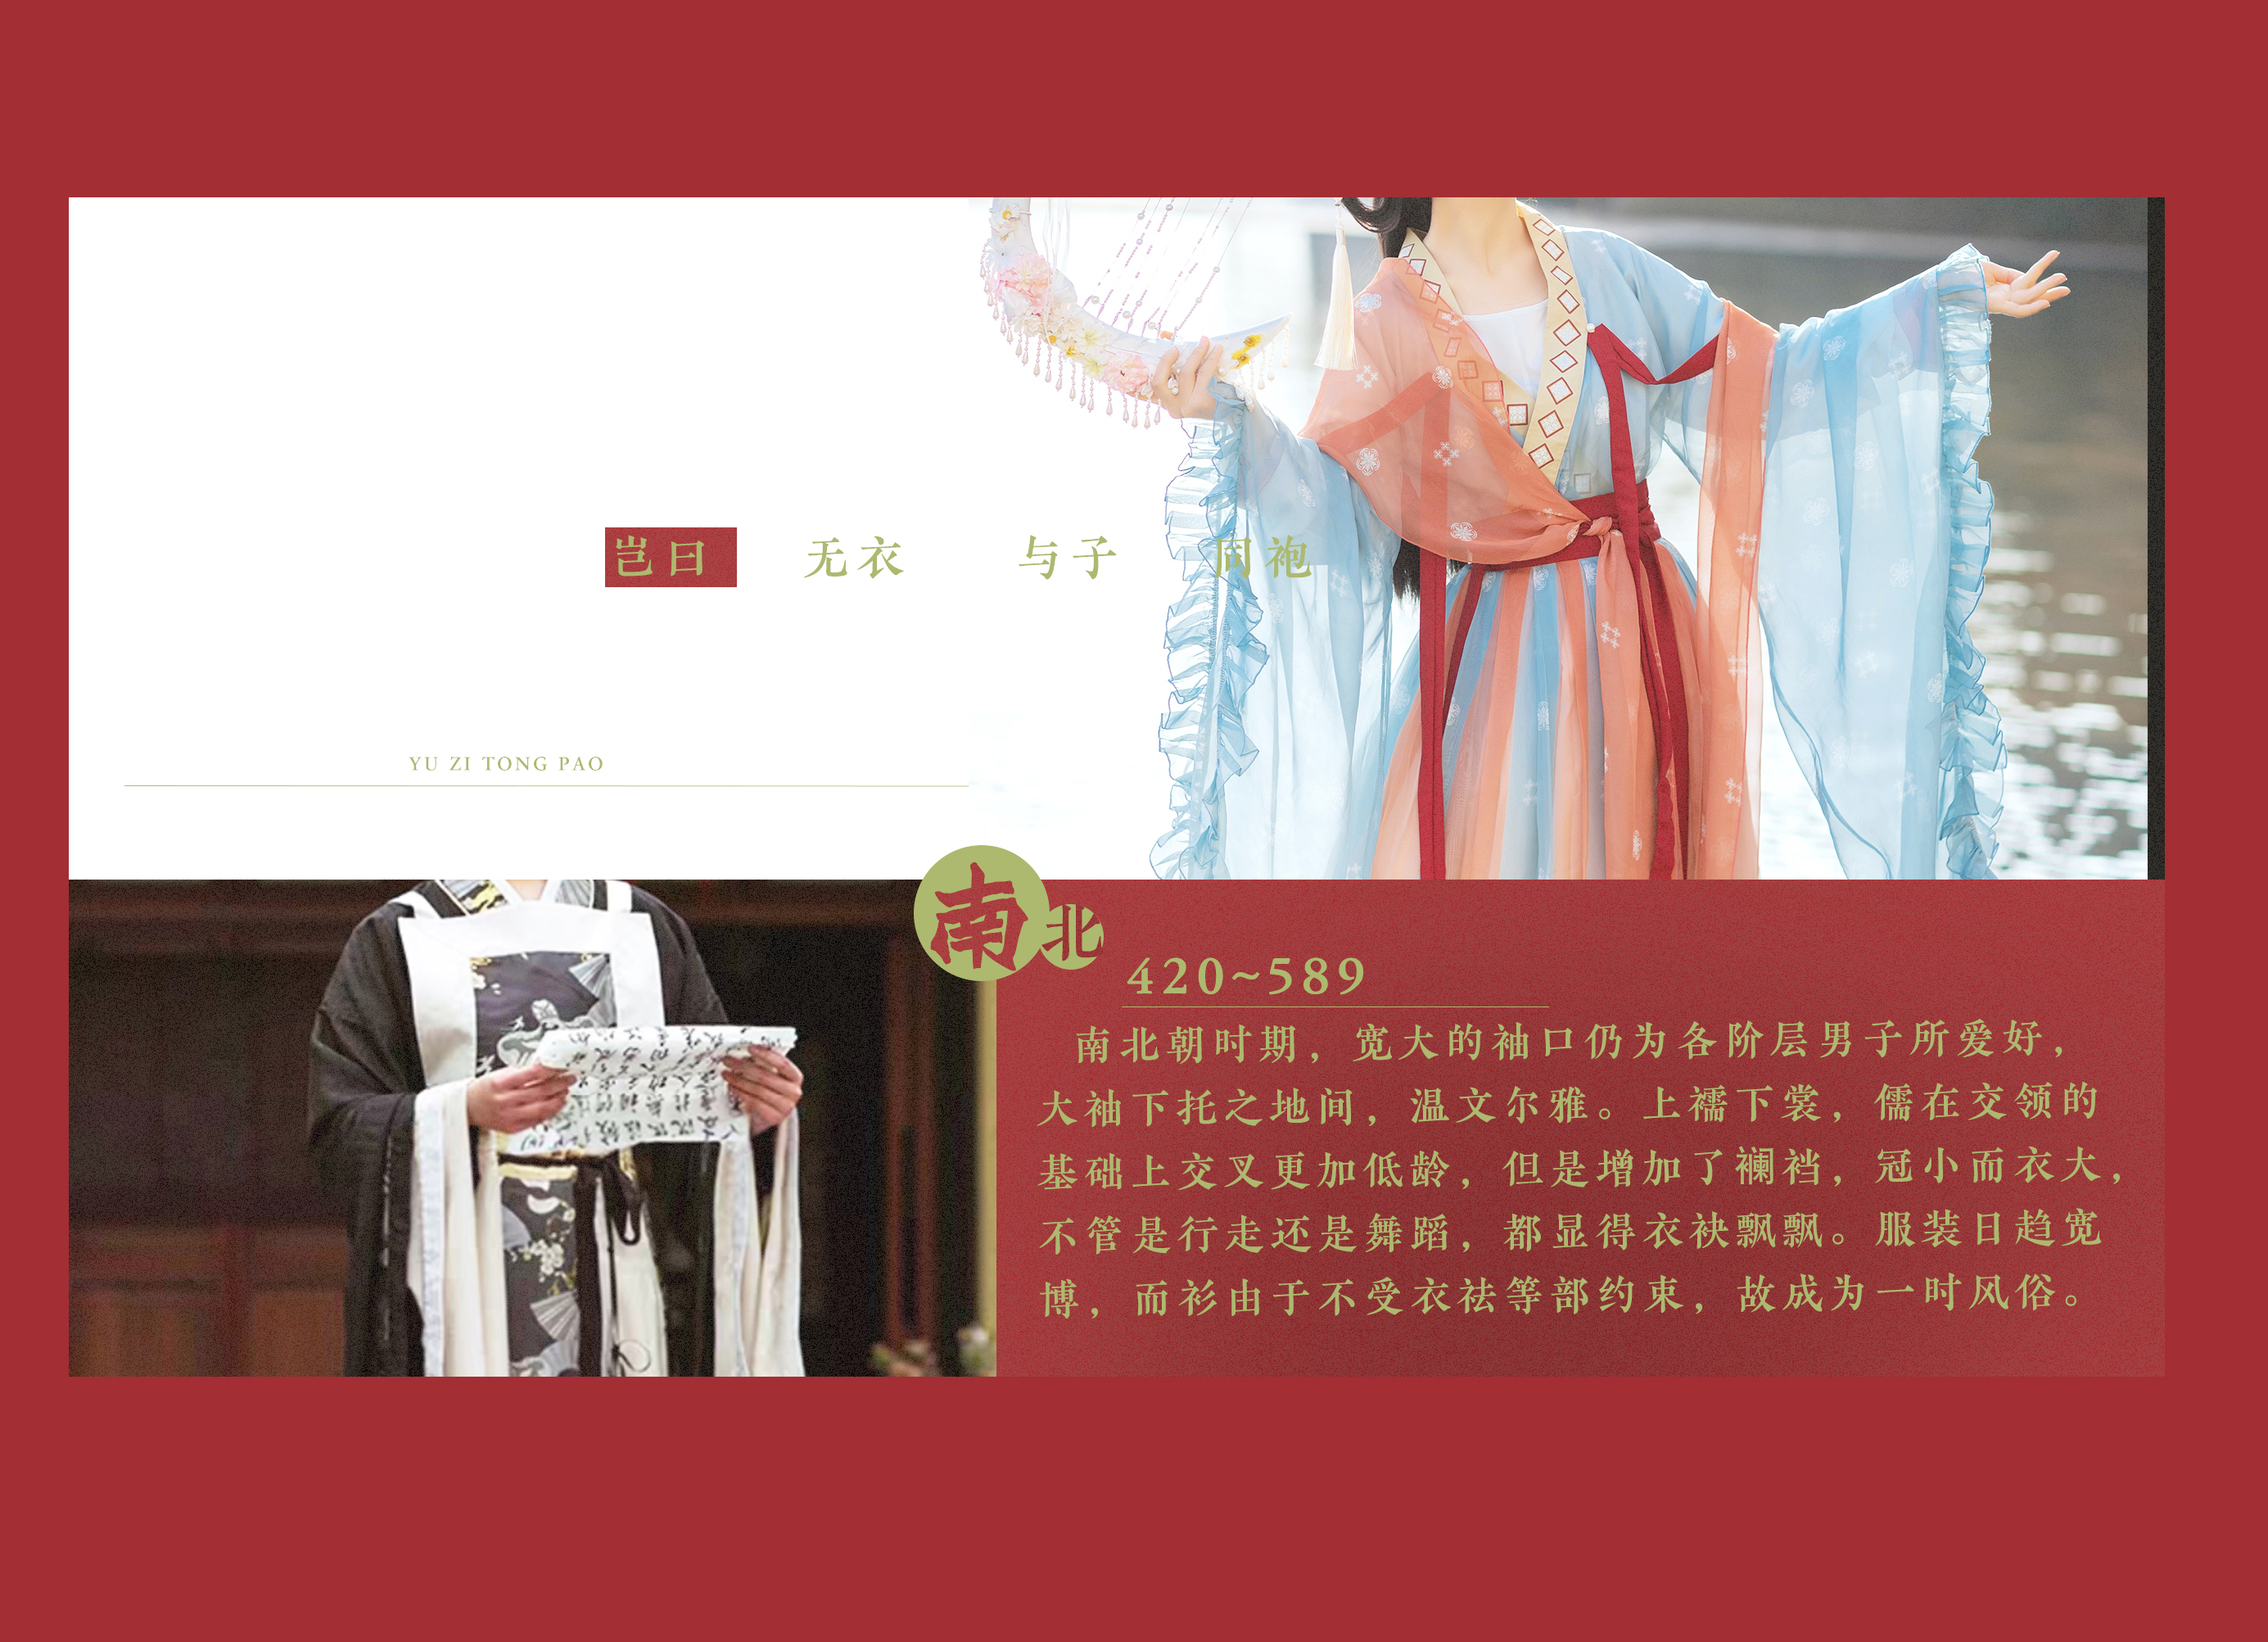 岂曰 无衣 与子 同袍
YU ZI TONG PAO
南北
420~589
南北朝时期，宽大的袖口仍为各阶层男子所爱好，
大袖下托之地间，温文尔雅。上襦下裳，儒在交领的
基础上交叉更加低龄，但是增加了襕裆，冠小而衣大，
不管是行走还是舞蹈，都显得衣袂飘飘。服装日趋宽
博，而衫由于不受衣祛等部约束，故成为一时风俗。